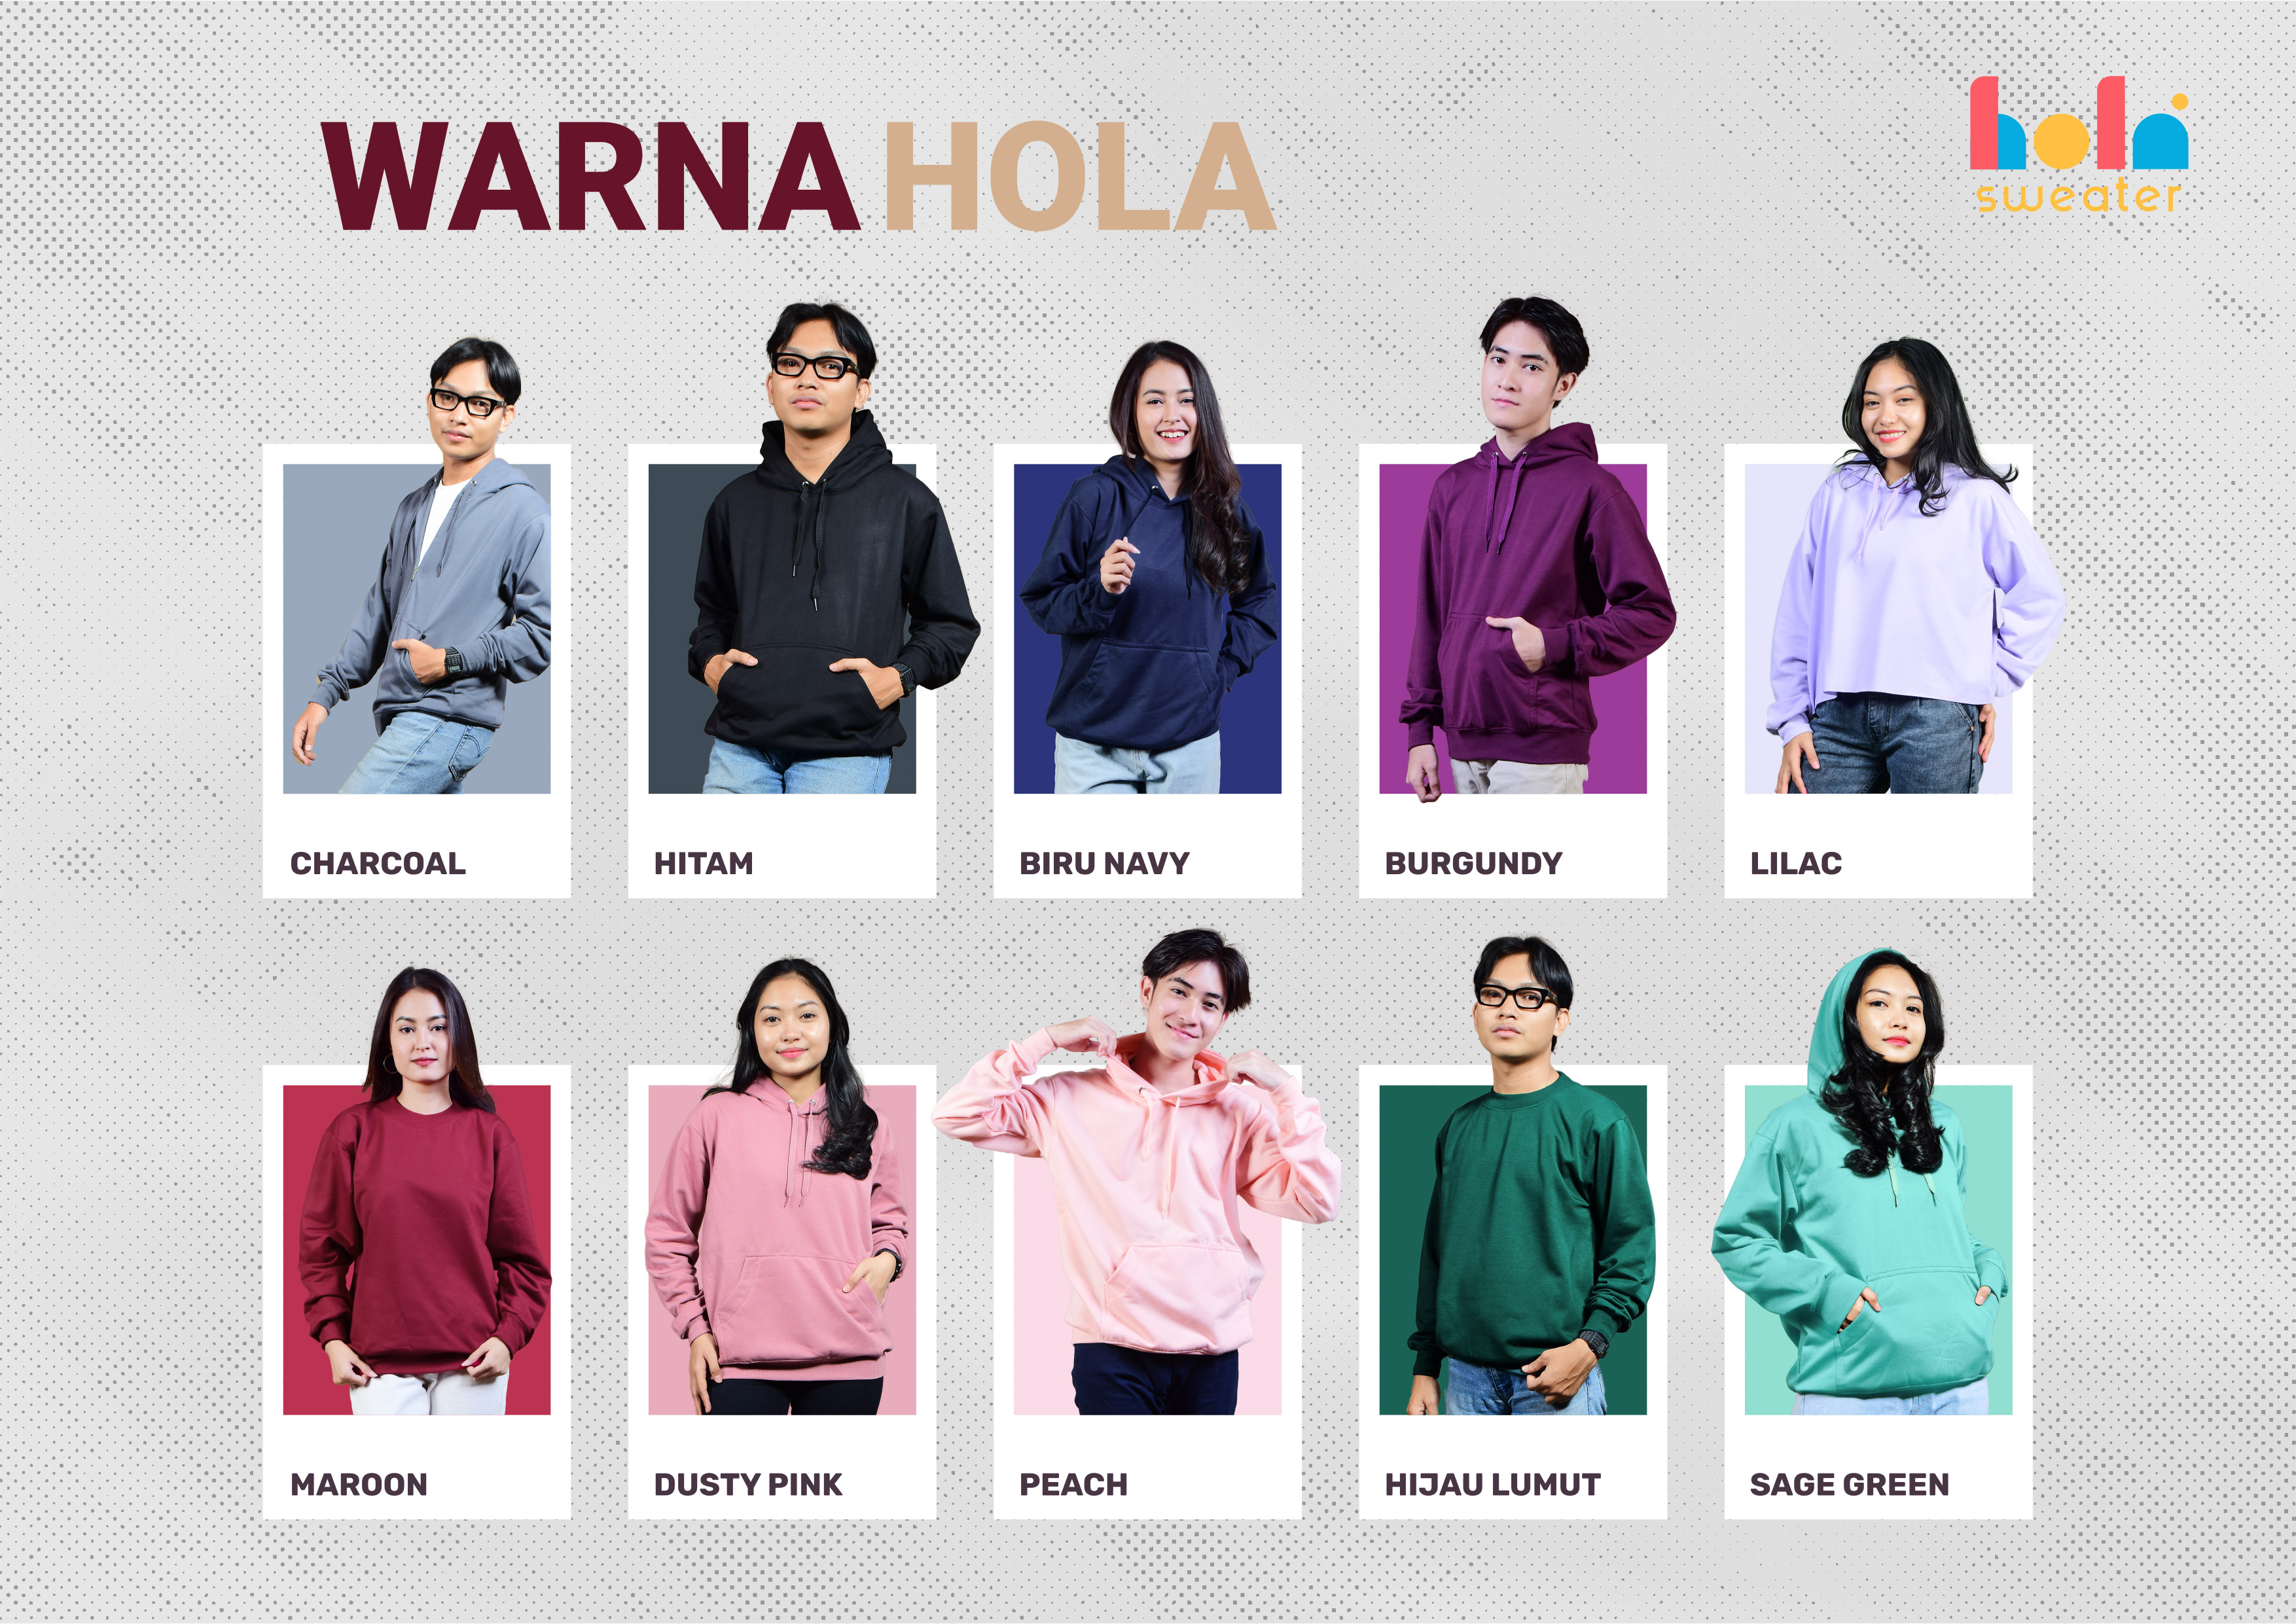 WARNA HOLA
hola
sweater
CHARCOAL
HITAM
BIRU NAVY
BURGUNDY
LILAC
MAROON
DUSTY PINK
PEACH
HIJAU LUMUT
SAGE GREEN